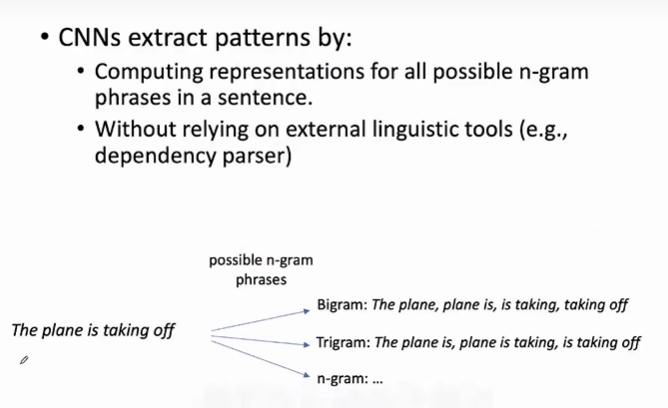 • CNNs extract patterns by:
• Computing representations for all possible n-gram
phrases in a sentence.
• Without relying on external linguistic tools (e.g.,
dependency parser)
possible n-gram
phrases
Bigram: The plane, plane is, is taking, taking off
The plane is taking off
Trigram: The plane is, plane is taking, is taking off
n-gram: ...